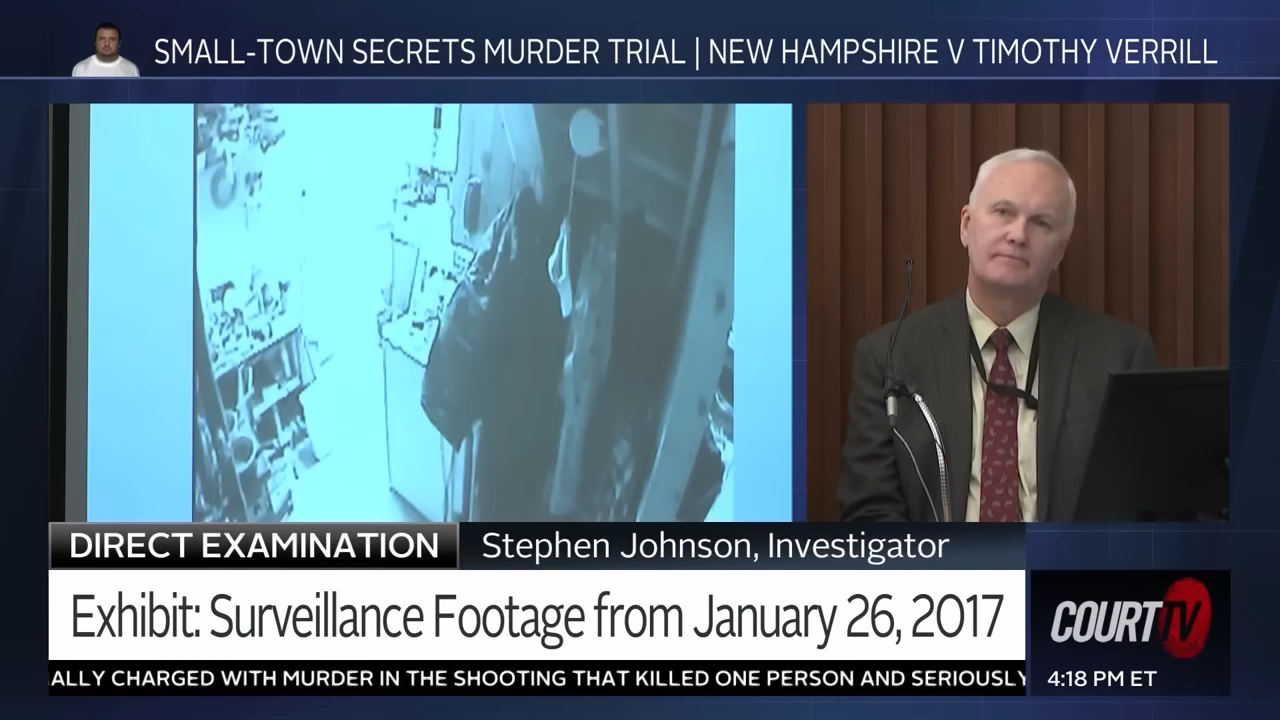 SMALL-TOWN SECRETS MURDER TRIAL | NEW HAMPSHIRE V TIMOTHY VERRILL
DIRECT EXAMINATION
Stephen Johnson, Investigator
Exhibit: Surveillance Footage from January 26, 2017
COURT TV
ALLY CHARGED WITH MURDER IN THE SHOOTING THAT KILLED ONE PERSON AND SERIOUSLY
4:18 PM ET